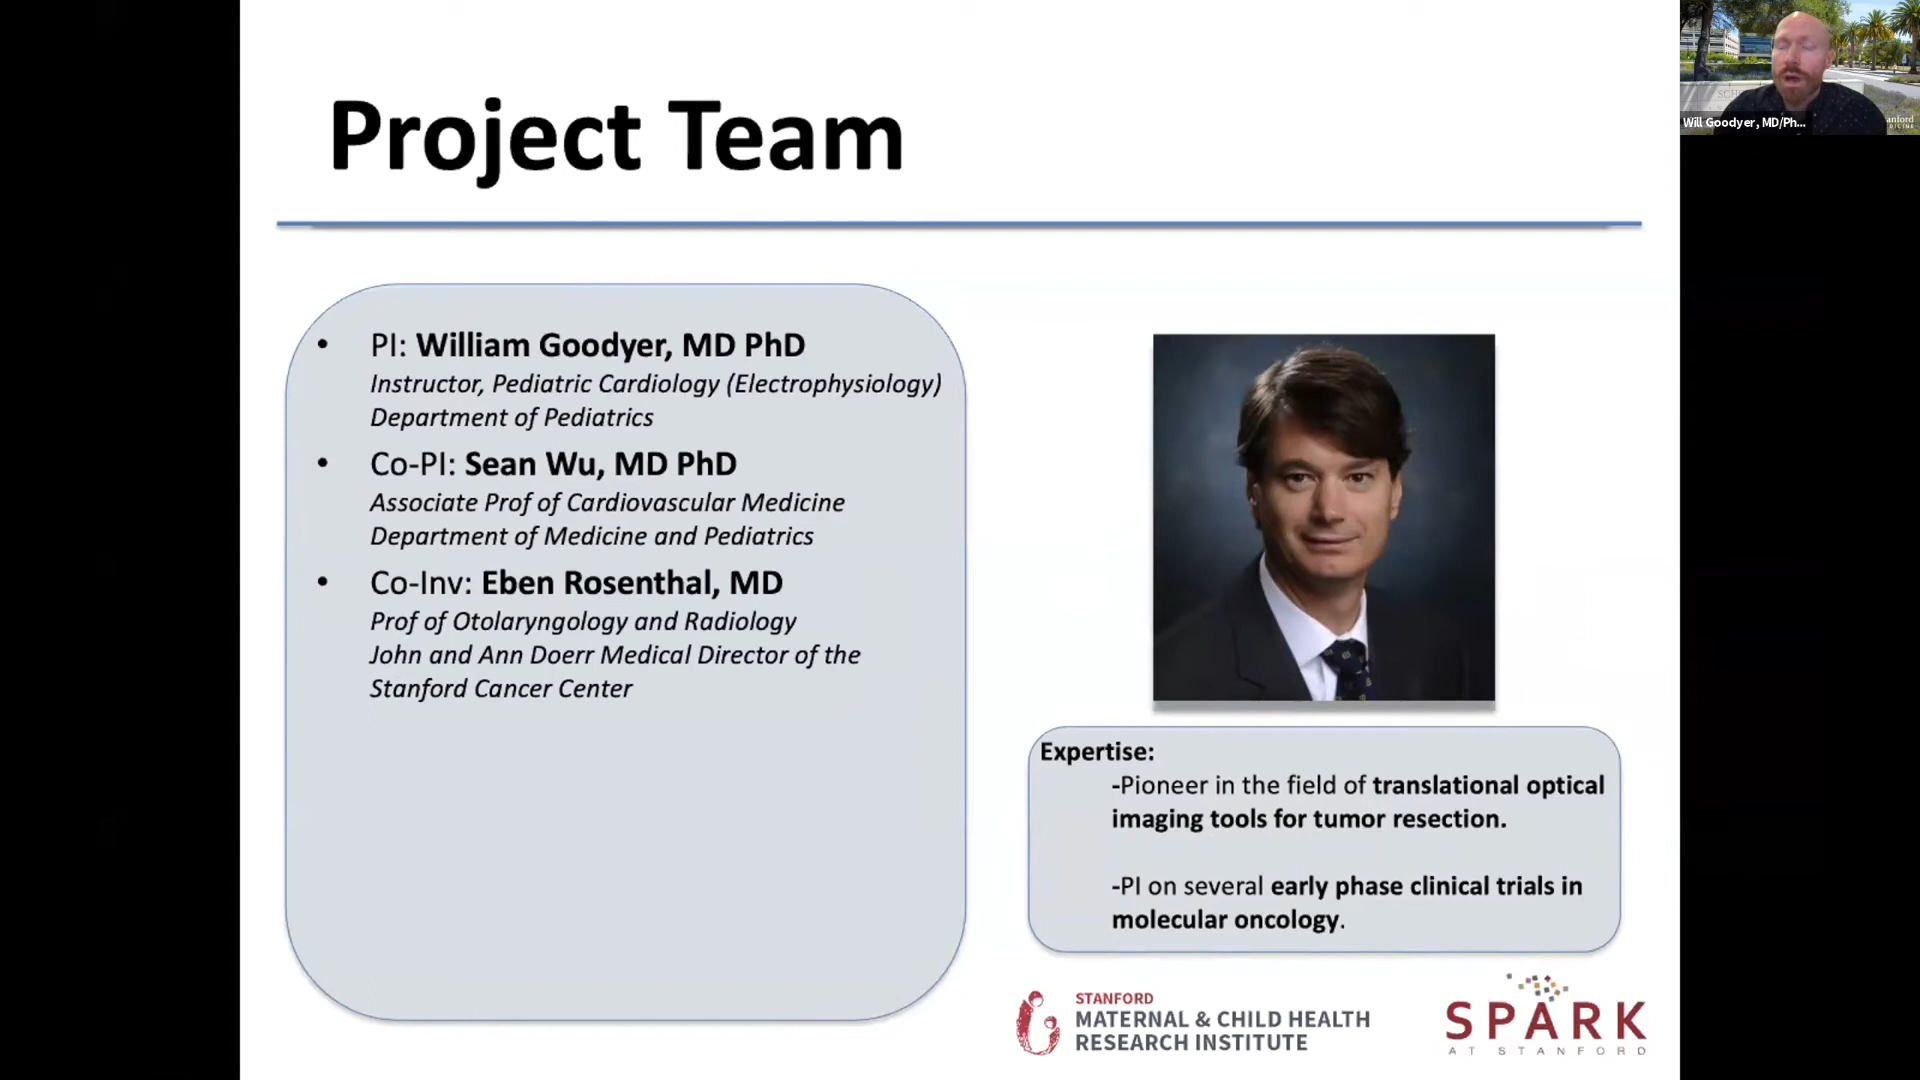 Project Team
Will Goodyer, MD/Ph...
• PI: William Goodyer, MD PhD
Instructor, Pediatric Cardiology (Electrophysiology)
Department of Pediatrics
• Co-PI: Sean Wu, MD PhD
Associate Prof of Cardiovascular Medicine
Department of Medicine and Pediatrics
• Co-Inv: Eben Rosenthal, MD
Prof of Otolaryngology and Radiology
John and Ann Doerr Medical Director of the
Stanford Cancer Center
Expertise:
-Pioneer in the field of translational optical
imaging tools for tumor resection.
-PI on several early phase clinical trials in
molecular oncology.
STANFORD
MATERNAL & CHILD HEALTH
RESEARCH INSTITUTE
SPARK
AT STANFORD